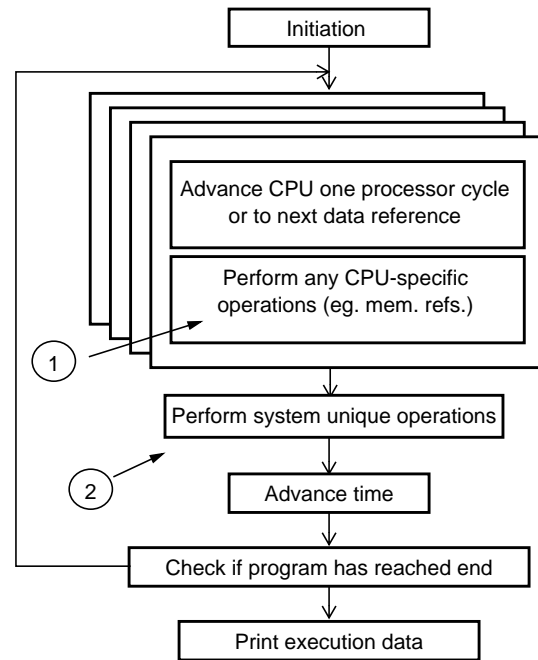 Initiation
Advance CPU one processor cycle
or to next data reference
Perform any CPU-specific
operations (eg. mem. refs.)
1
Perform system unique operations
2
Advance time
Check if program has reached end
Print execution data